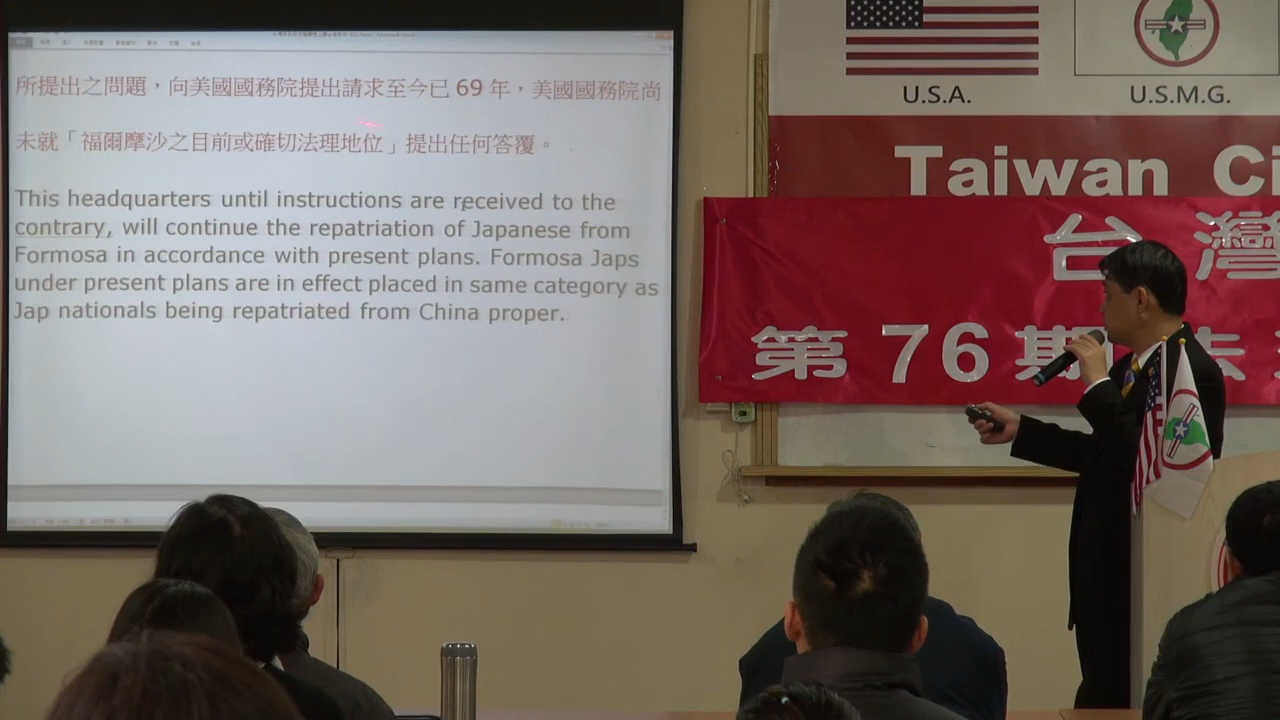 所提出之問題，向美國國務院提出請求至今已 69 年，美國國務院尚
未就「福爾摩沙之目前或確切法理地位」提出任何答覆。
This headquarters until instructions are received to the
contrary, will continue the repatriation of Japanese from
Formosa in accordance with present plans. Formosa Japs
under present plans are in effect placed in same category as
Jap nationals being repatriated from China proper.
U.S.A.
U.S.M.G.
Taiwan Ci
台灣
第 76 期法